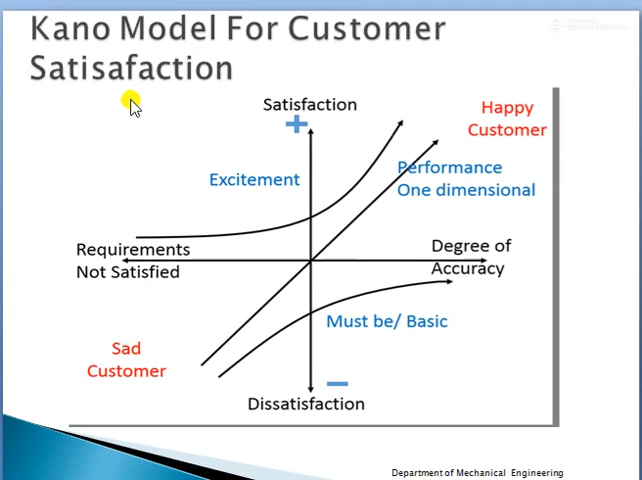 Kano Model For Customer
Satisafaction
Satisfaction
+
Happy
Customer
Excitement
Performance
One dimensional
Requirements
Not Satisfied
Degree of
Accuracy
Must be/ Basic
Sad
Customer
Dissatisfaction
Department of Mechanical Engineering